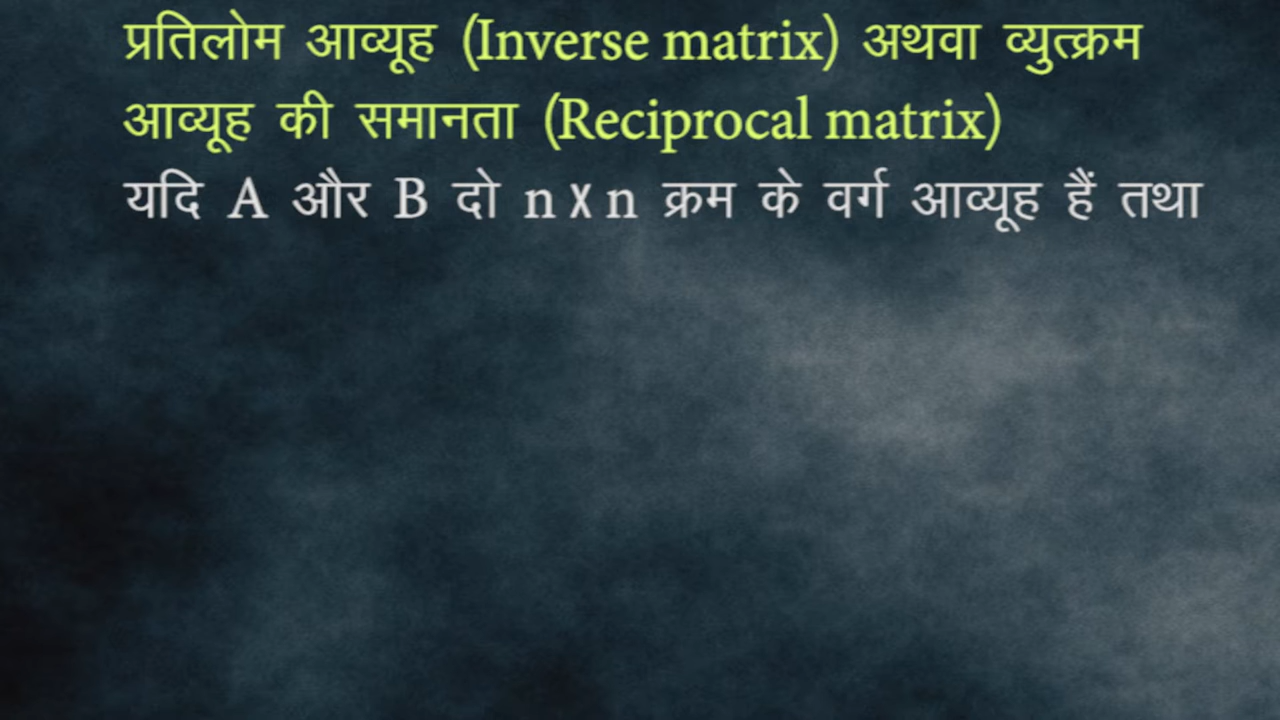 प्रतिलोम आव्यूह (Inverse matrix) अथवा व्युत्क्रम
आव्यूह की समानता (Reciprocal matrix)
यदि A और B दो n x n क्रम के वर्ग आव्यूह हैं तथा